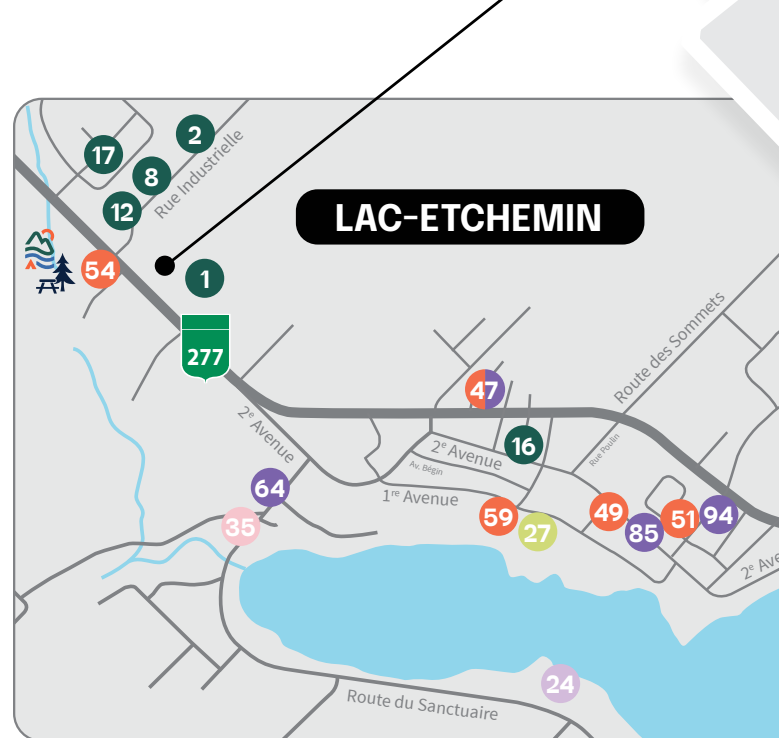 2
17
8
12
Rue Industrielle
LAC-ETCHEMIN
54
1
277
Route des Sommets
47
2e Avenue
16
2e Avenue
Rue Poulin
Av. Bégin
64
1re Avenue
35
59
27
49
85
51
94
2e Ave
24
Route du Sanctuaire